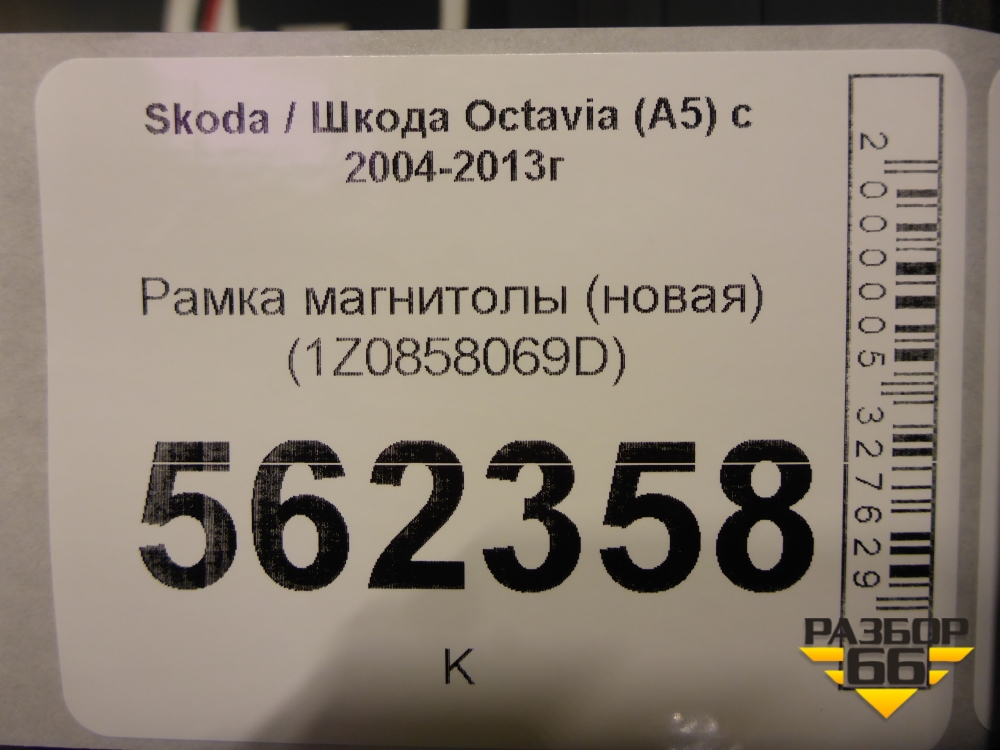 Skoda / Шкода Octavia (A5) с
2004-2013г
Рамка магнитолы (новая)
(1Z0858069D)
562358
К
2000005327629
РАЗБОР
66